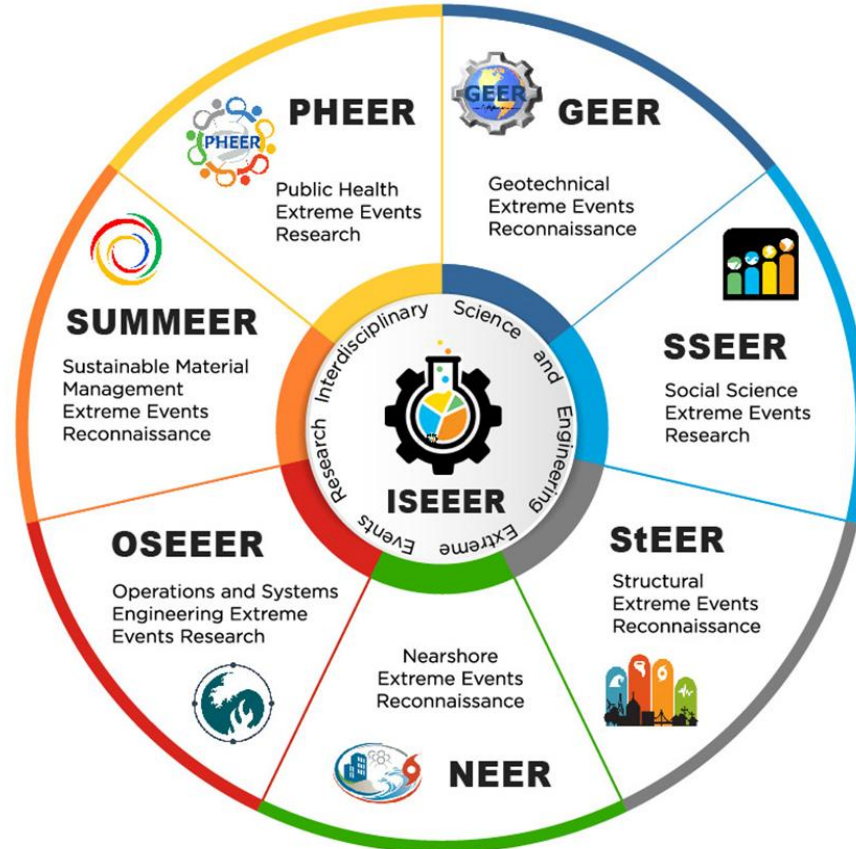 PHEER
PHEER
Public Health
Extreme Events
Research
GEER
GEER
Geotechnical
Extreme Events
Reconnaissance
SSEER
Social Science
Extreme Events
Research
StEER
Structural
Extreme Events
Reconnaissance
Nearshore
Extreme Events
Reconnaissance
NEER
OSEEER
Operations and Systems
Engineering Extreme
Events Research
SUMMEER
Sustainable Material
Management
Extreme Events
Reconnaissance
Interdisciplinary Science and Engineering Extreme Events Research
ISEEER